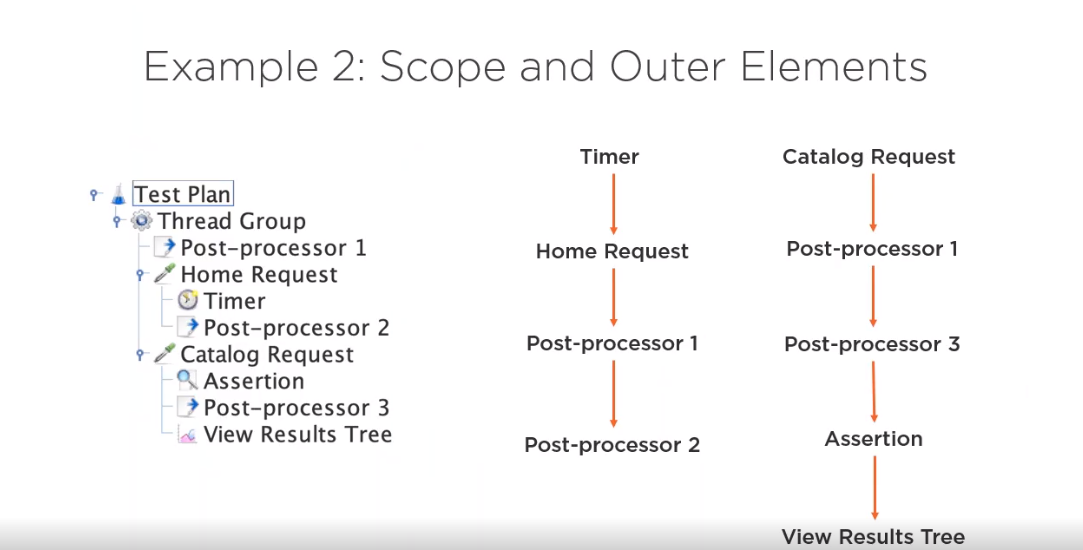 Example 2: Scope and Outer Elements
Test Plan
Thread Group
Post-processor 1
Home Request
Timer
Post-processor 2
Catalog Request
Assertion
Post-processor 3
View Results Tree
Timer
Home Request
Post-processor 1
Post-processor 2
Catalog Request
Post-processor 1
Post-processor 3
Assertion
View Results Tree